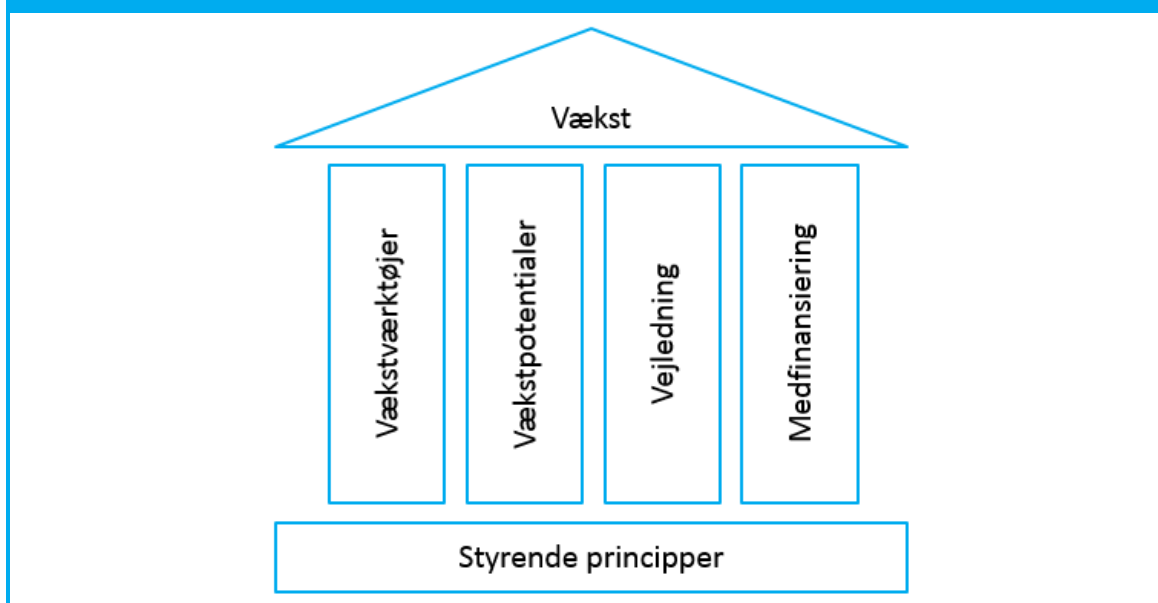 Vækst
Vækstværktøjer
Vækstpotentialer
Vejledning
Medfinansiering
Styrende principper